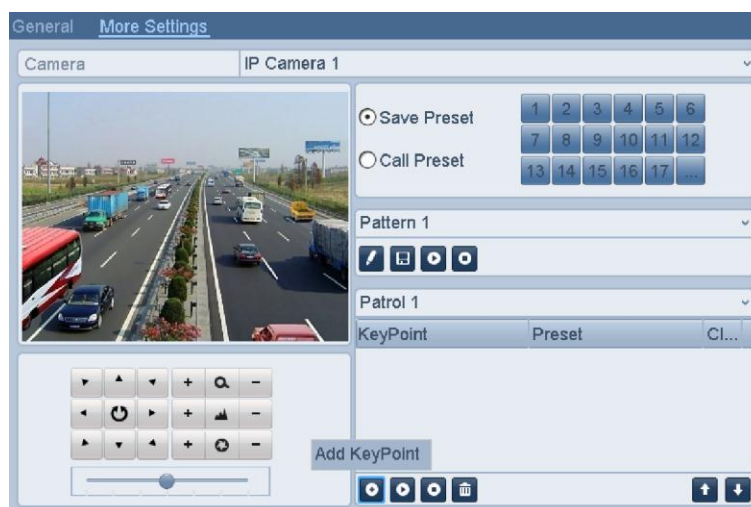 General More Settings
Camera IP Camera 1
Save Preset
Call Preset
1 2 3 4 5 6
7 8 9 10 11 12
13 14 15 16 17 ...
Pattern 1
Patrol 1
KeyPoint Preset Cl...
Add KeyPoint